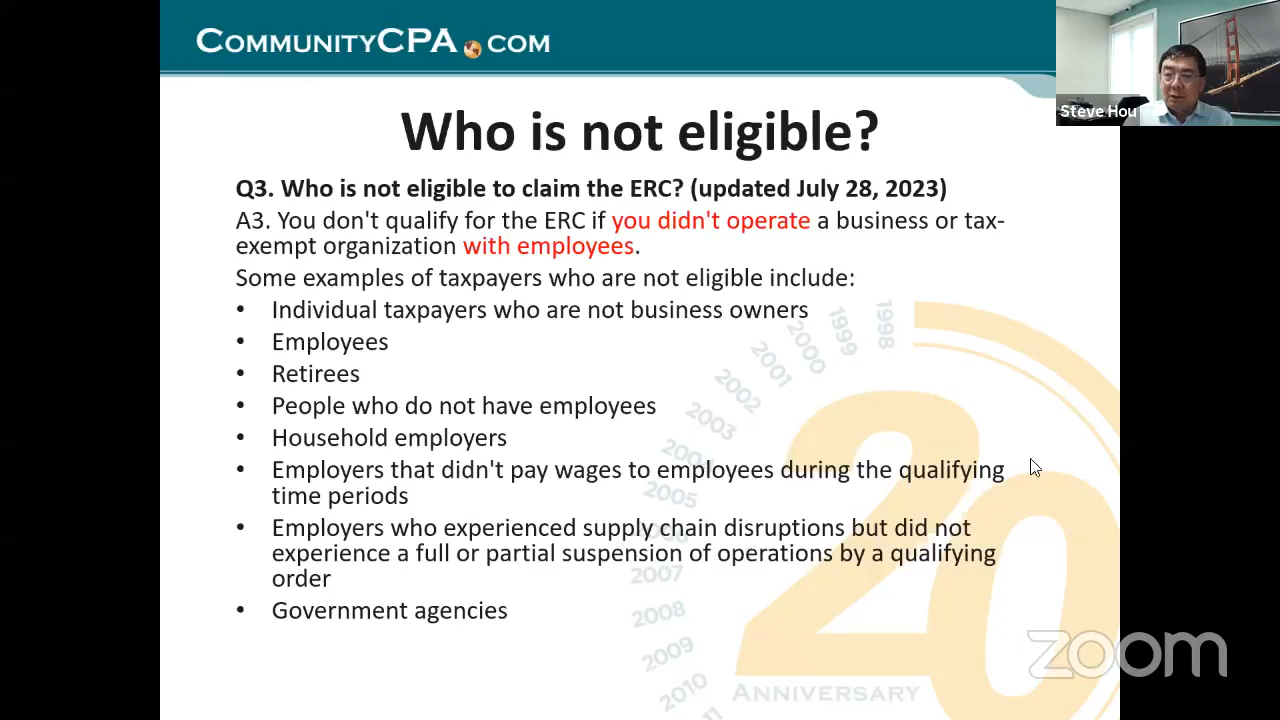 COMMUNITYCPA.COM
Steve Hou
Who is not eligible?
Q3. Who is not eligible to claim the ERC? (updated July 28, 2023)
A3. You don't qualify for the ERC if you didn't operate a business or tax-
exempt organization with employees.
Some examples of taxpayers who are not eligible include:
• Individual taxpayers who are not business owners
• Employees
• Retirees
• People who do not have employees
• Household employers
• Employers that didn't pay wages to employees during the qualifying
time periods
• Employers who experienced supply chain disruptions but did not
experience a full or partial suspension of operations by a qualifying
order
• Government agencies
1998
1999
2000
2001
2002
2003
2005
2007
2008
2009
2010
20
ANNIVERSARY
zoom